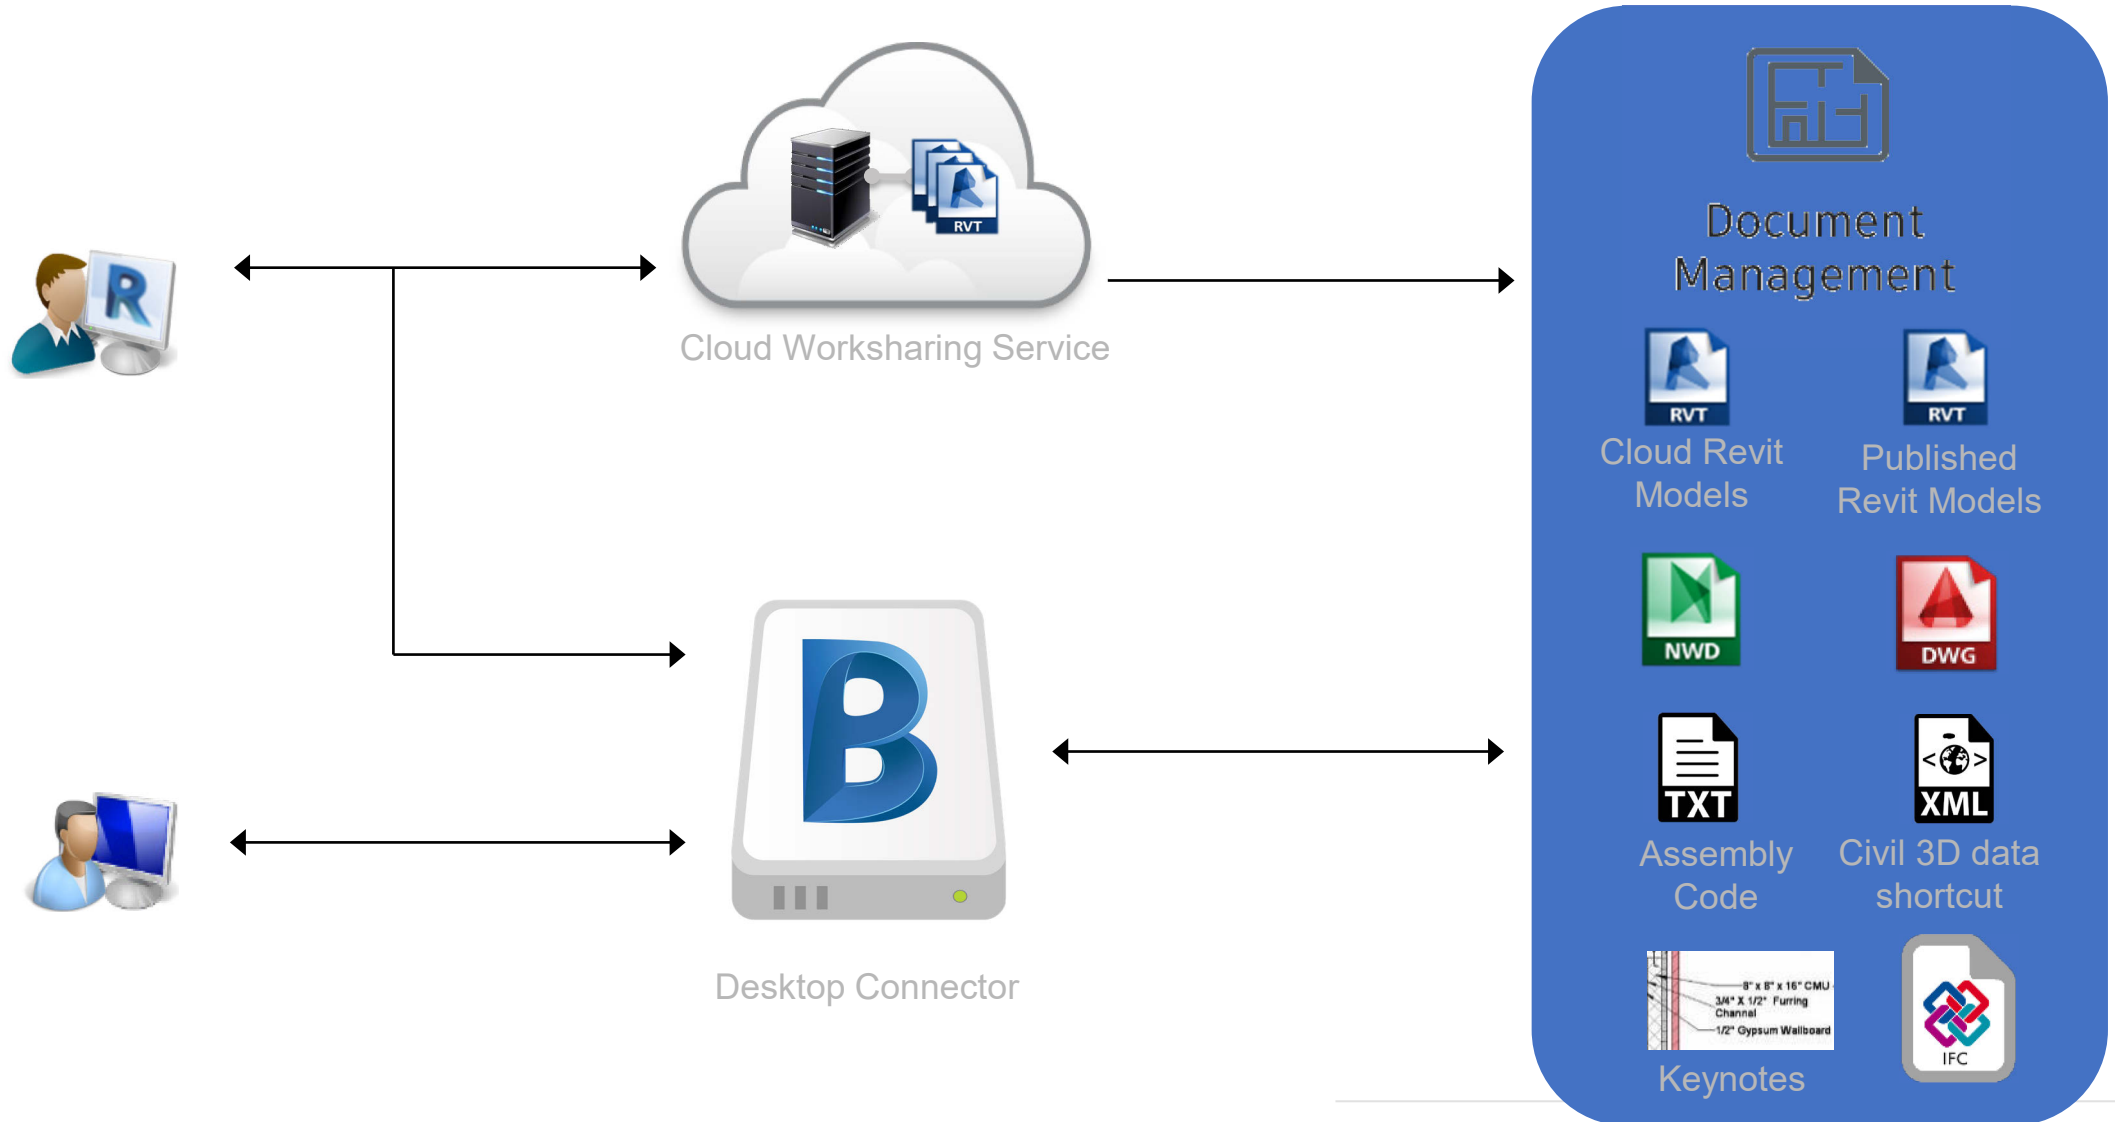 R
RVT
Cloud Worksharing Service
B
Desktop Connector
Document
Management
RVT
RVT
Cloud Revit
Models
Published
Revit Models
NWD
DWG
TXT
<>
XML
Assembly
Code
Civil 3D data
shortcut
8" x 8" x 16" CMU
3/4" X 1/2" Furring
Channel
1/2" Gypsum Wallboard
Keynotes
IFC